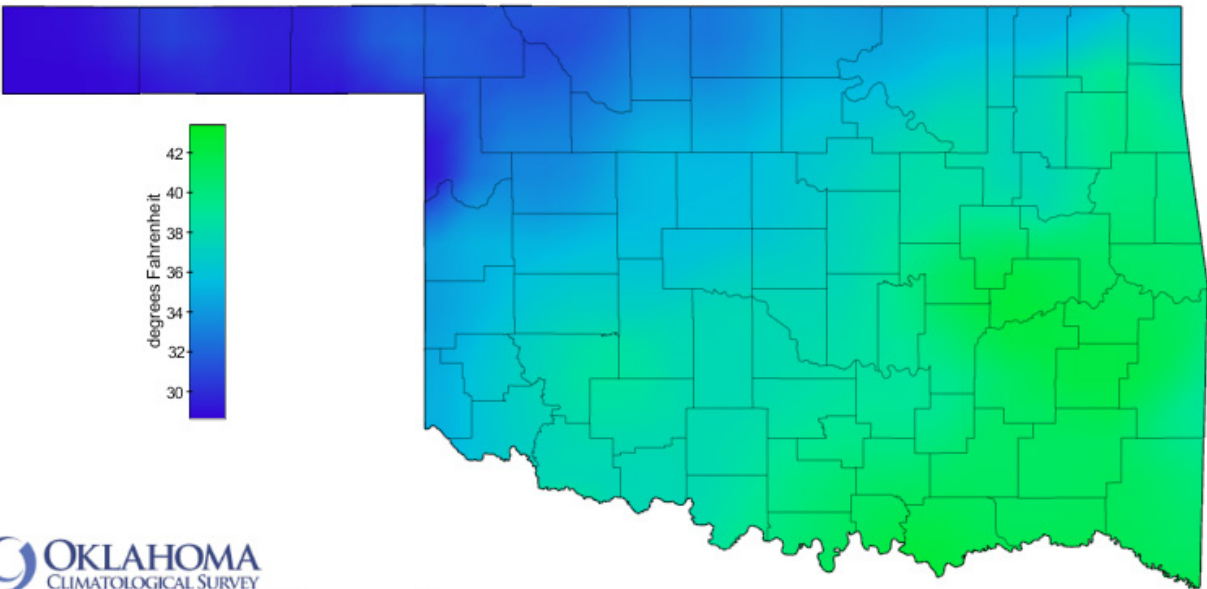 degrees Fahrenheit
42
40
38
36
34
32
30
OKLAHOMA
CLIMATOLOGICAL SURVEY